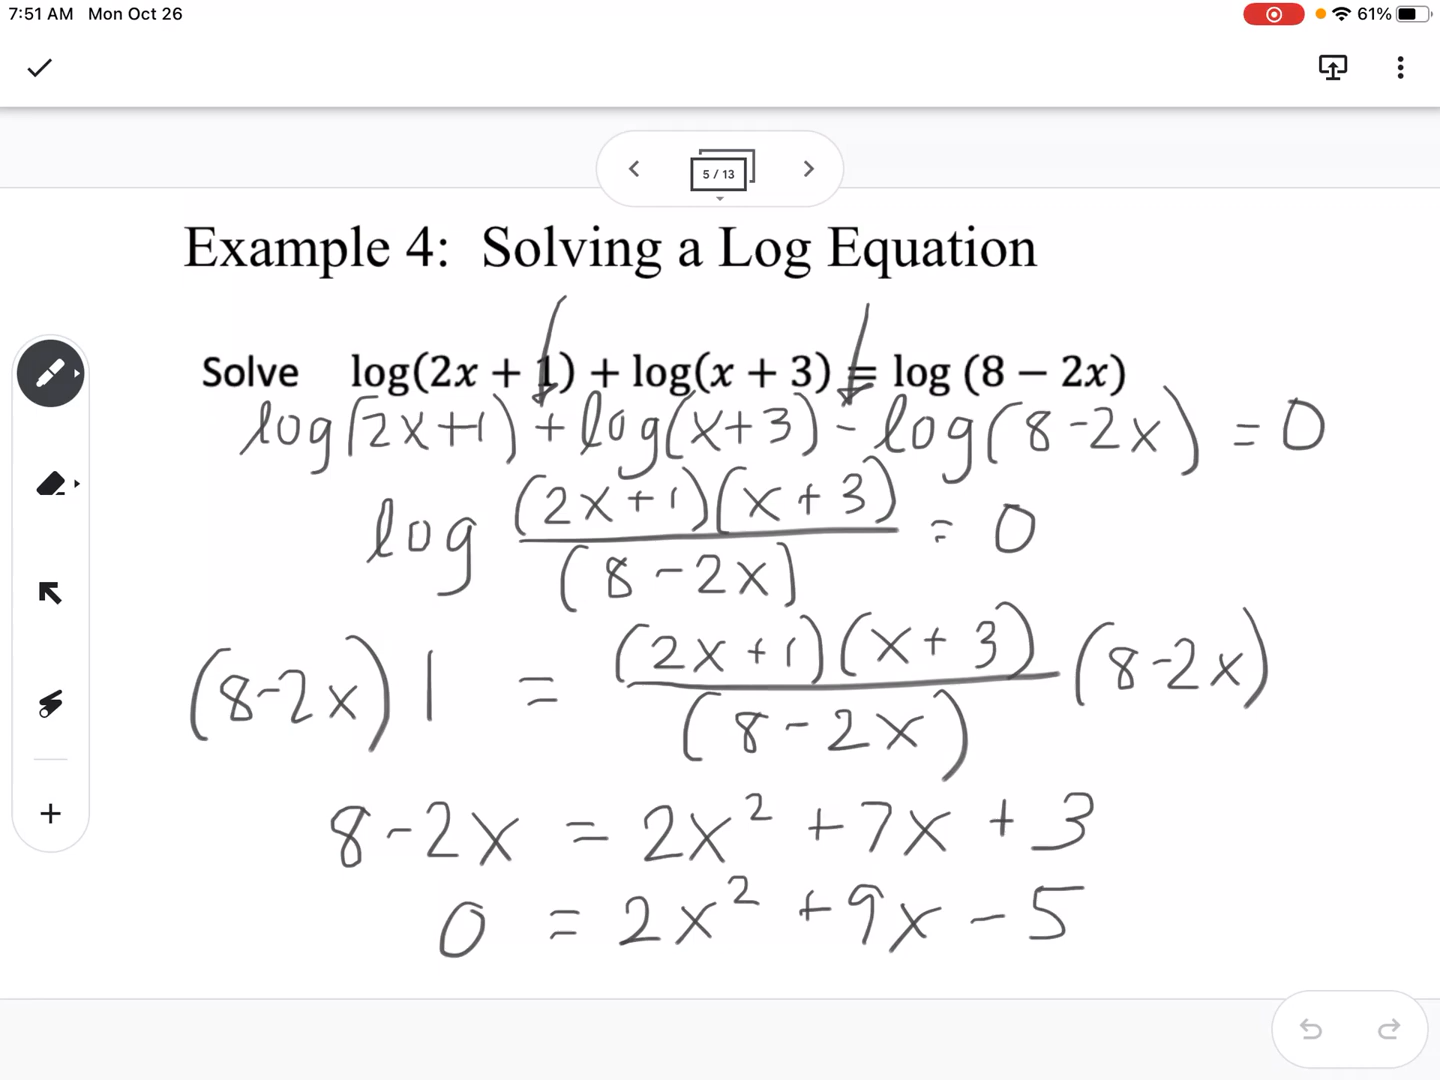 7:51 AM Mon Oct 26
61%
5 / 13
Example 4: Solving a Log Equation
Solve log(2x + 1) + log(x + 3) = log (8 − 2x)
log(2x+1) + log(x+3) - log(8-2x) = 0
log (2x+1)(x+3)
= 0
(8-2x)
(8-2x) 1 = (2x+1)(x+3) (8-2x)
(8-2x)
8-2x = 2x² +7x + 3
0 = 2x² +9x - 5